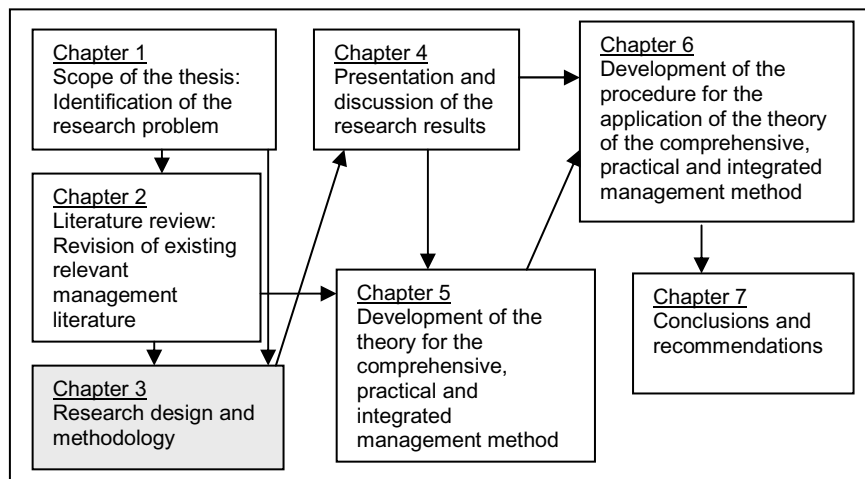 Chapter 1
Scope of the thesis:
Identification of the
research problem
Chapter 2
Literature review:
Revision of existing
relevant
management
literature
Chapter 3
Research design and
methodology
Chapter 4
Presentation and
discussion of the
research results
Chapter 5
Development of the
theory for the
comprehensive,
practical and
integrated
management method
Chapter 6
Development of the
procedure for the
application of the theory
of the comprehensive,
practical and integrated
management method
Chapter 7
Conclusions and
recommendations